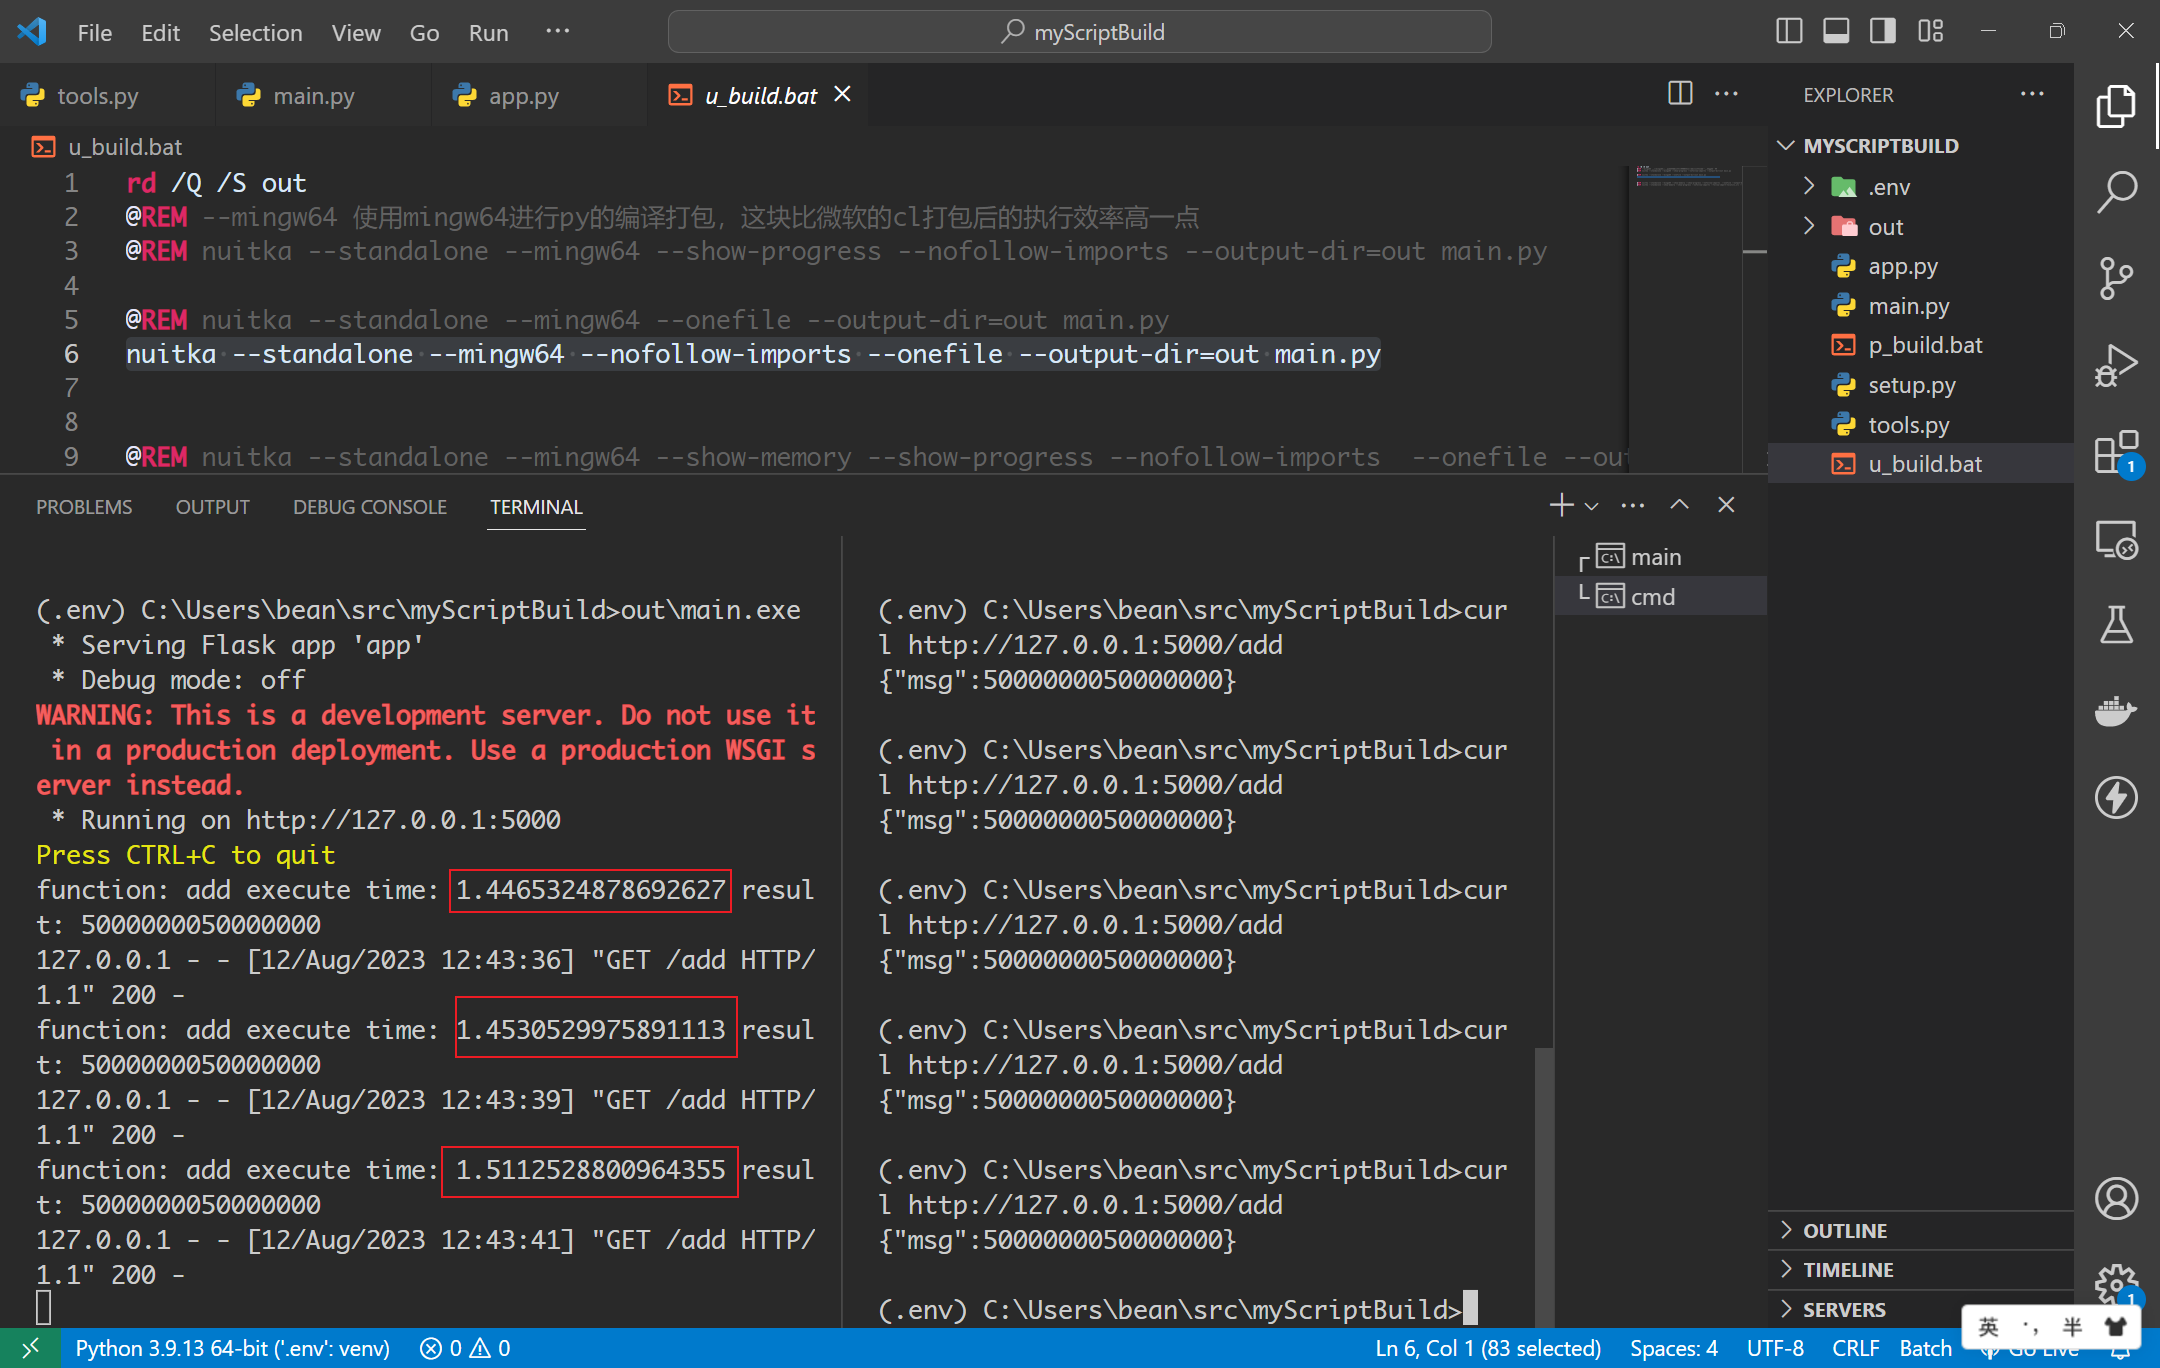 File Edit Selection View Go Run ···
myScriptBuild
tools.py
main.py
app.py
u_build.bat
u_build.bat
1 rd /Q /S out
2 @REM --mingw64 使用mingw64进行py的编译打包，这块比微软的cl打包后的执行效率高一点
3 @REM nuitka --standalone --mingw64 --show-progress --nofollow-imports --output-dir=out main.py
4
5 @REM nuitka --standalone --mingw64 --onefile --output-dir=out main.py
6 nuitka --standalone --mingw64 --nofollow-imports --onefile --output-dir=out main.py
7
8
9 @REM nuitka --standalone --mingw64 --show-memory --show-progress --nofollow-imports  --onefile --out
PROBLEMS OUTPUT DEBUG CONSOLE TERMINAL
(.env) C:\Users\bean\src\myScriptBuild>out\main.exe
 * Serving Flask app 'app'
 * Debug mode: off
WARNING: This is a development server. Do not use it
 in a production deployment. Use a production WSGI s
erver instead.
 * Running on http://127.0.0.1:5000
Press CTRL+C to quit
function: add execute time: 1.4465324878692627 resul
t: 5000000050000000
127.0.0.1 - - [12/Aug/2023 12:43:36] "GET /add HTTP/
1.1" 200 -
function: add execute time: 1.4530529975891113 resul
t: 5000000050000000
127.0.0.1 - - [12/Aug/2023 12:43:39] "GET /add HTTP/
1.1" 200 -
function: add execute time: 1.5112528800964355 resul
t: 5000000050000000
127.0.0.1 - - [12/Aug/2023 12:43:41] "GET /add HTTP/
1.1" 200 -
(.env) C:\Users\bean\src\myScriptBuild>cur
l http://127.0.0.1:5000/add
{"msg":5000000050000000}
(.env) C:\Users\bean\src\myScriptBuild>cur
l http://127.0.0.1:5000/add
{"msg":5000000050000000}
(.env) C:\Users\bean\src\myScriptBuild>cur
l http://127.0.0.1:5000/add
{"msg":5000000050000000}
(.env) C:\Users\bean\src\myScriptBuild>cur
l http://127.0.0.1:5000/add
{"msg":5000000050000000}
(.env) C:\Users\bean\src\myScriptBuild>cur
l http://127.0.0.1:5000/add
{"msg":5000000050000000}
(.env) C:\Users\bean\src\myScriptBuild>
main
cmd
EXPLORER
MYSCRIPTBUILD
.env
out
app.py
main.py
p_build.bat
setup.py
tools.py
u_build.bat
OUTLINE
TIMELINE
SERVERS
1
1
英 ·, 半
Python 3.9.13 64-bit ('.env': venv) 0 0
Ln 6, Col 1 (83 selected) Spaces: 4 UTF-8 CRLF Batch Go Live